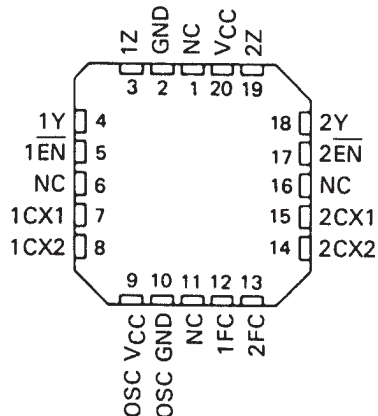 1Z GND NC VCC 2Z
3 2 1 20 19
1Y 4 18 2Y
1EN 5 17 2EN
NC 6 16 NC
1CX1 7 15 2CX1
1CX2 8 14 2CX2
9 10 11 12 13
OSC VCC
OSC GND
NC
1FC
2FC